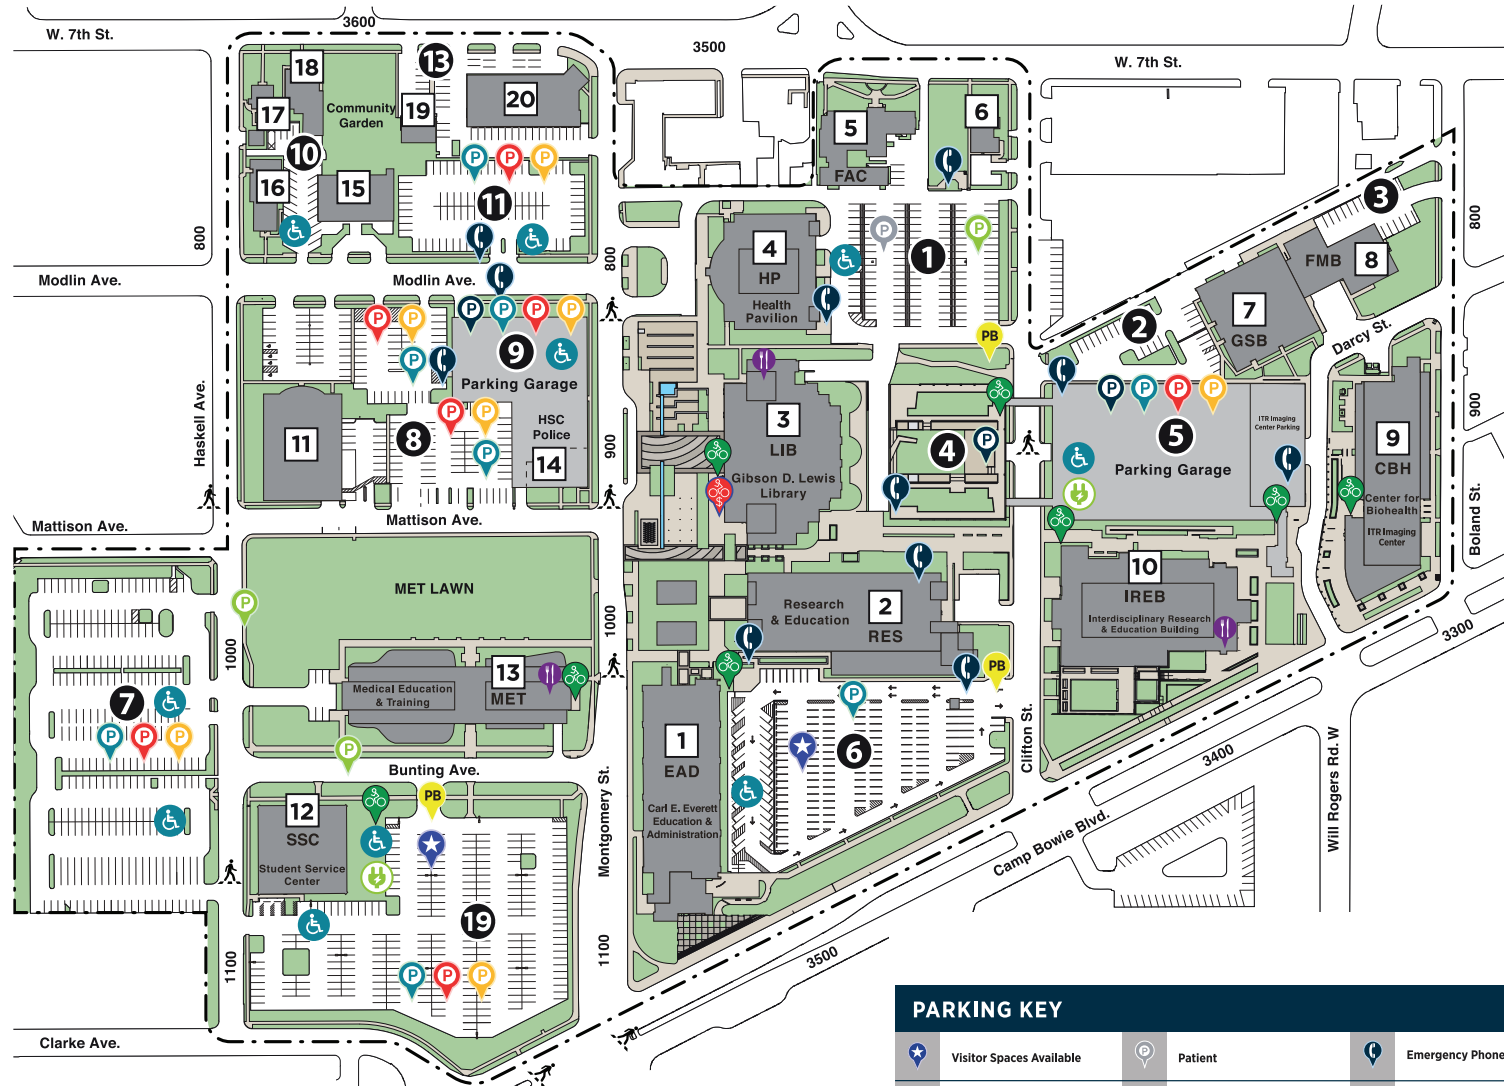 3600
W. 7th St.
3500
W. 7th St.
13
18
20
17
Community
Garden
19
6
5
10
P
P
P
16
15
FAC
11
3
800
800
4
P
P
1
HP
FMB
8
800
Modlin Ave.
Modlin Ave.
Health
Pavilion
7
GSB
2
P
P
P
P
P
P
PB
Darcy St.
9
P
Parking Garage
P
P
P
P
ITR Imaging
Center Parking
Haskell Ave.
900
P
P
HSC
Police
3
LIB
4
P
5
9
CBH
11
8
P
14
900
Parking Garage
Gibson D. Lewis
Library
Center for
Biohealth
Mattison Ave.
Mattison Ave.
$
ITR Imaging
Center
Boland St.
MET LAWN
10
IREB
P
Research
& Education
2
RES
Interdisciplinary Research
& Education Building
1000
1000
3300
13
MET
PB
Medical Education
& Training
7
P
P
P
P
1
EAD
6
P
Clifton St.
3400
Will Rogers Rd. W
Bunting Ave.
PB
12
SSC
Carl E. Everett
Education &
Administration
Montgomery St.
Student Service
Center
Camp Bowie Blvd.
19
P
P
P
1100
1100
3500
Clarke Ave.
PARKING KEY
Visitor Spaces Available
P
Patient
Emergency Phone